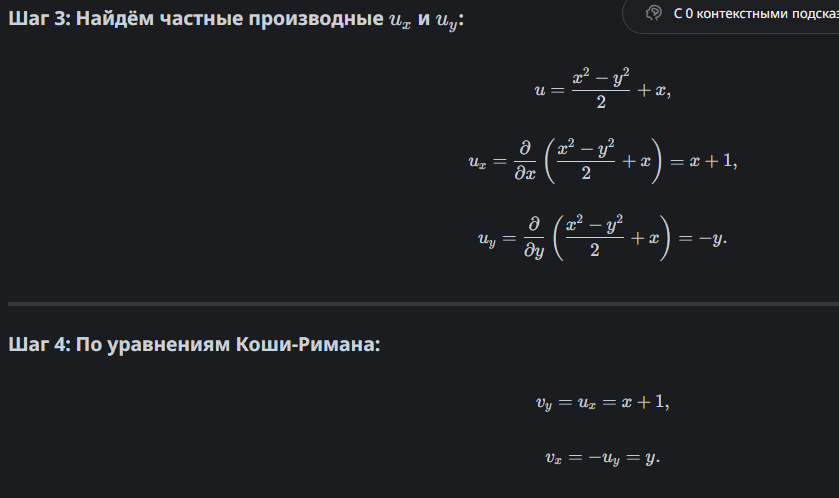 Шаг 3: Найдём частные производные $u_x$ и $u_y$:
С 0 контекстными подсказ
$u = \frac{x^2 - y^2}{2} + x,$
$u_x = \frac{\partial}{\partial x} \left( \frac{x^2 - y^2}{2} + x \right) = x + 1,$
$u_y = \frac{\partial}{\partial y} \left( \frac{x^2 - y^2}{2} + x \right) = -y.$
Шаг 4: По уравнениям Коши-Римана:
$v_y = u_x = x + 1,$
$v_x = -u_y = y.$